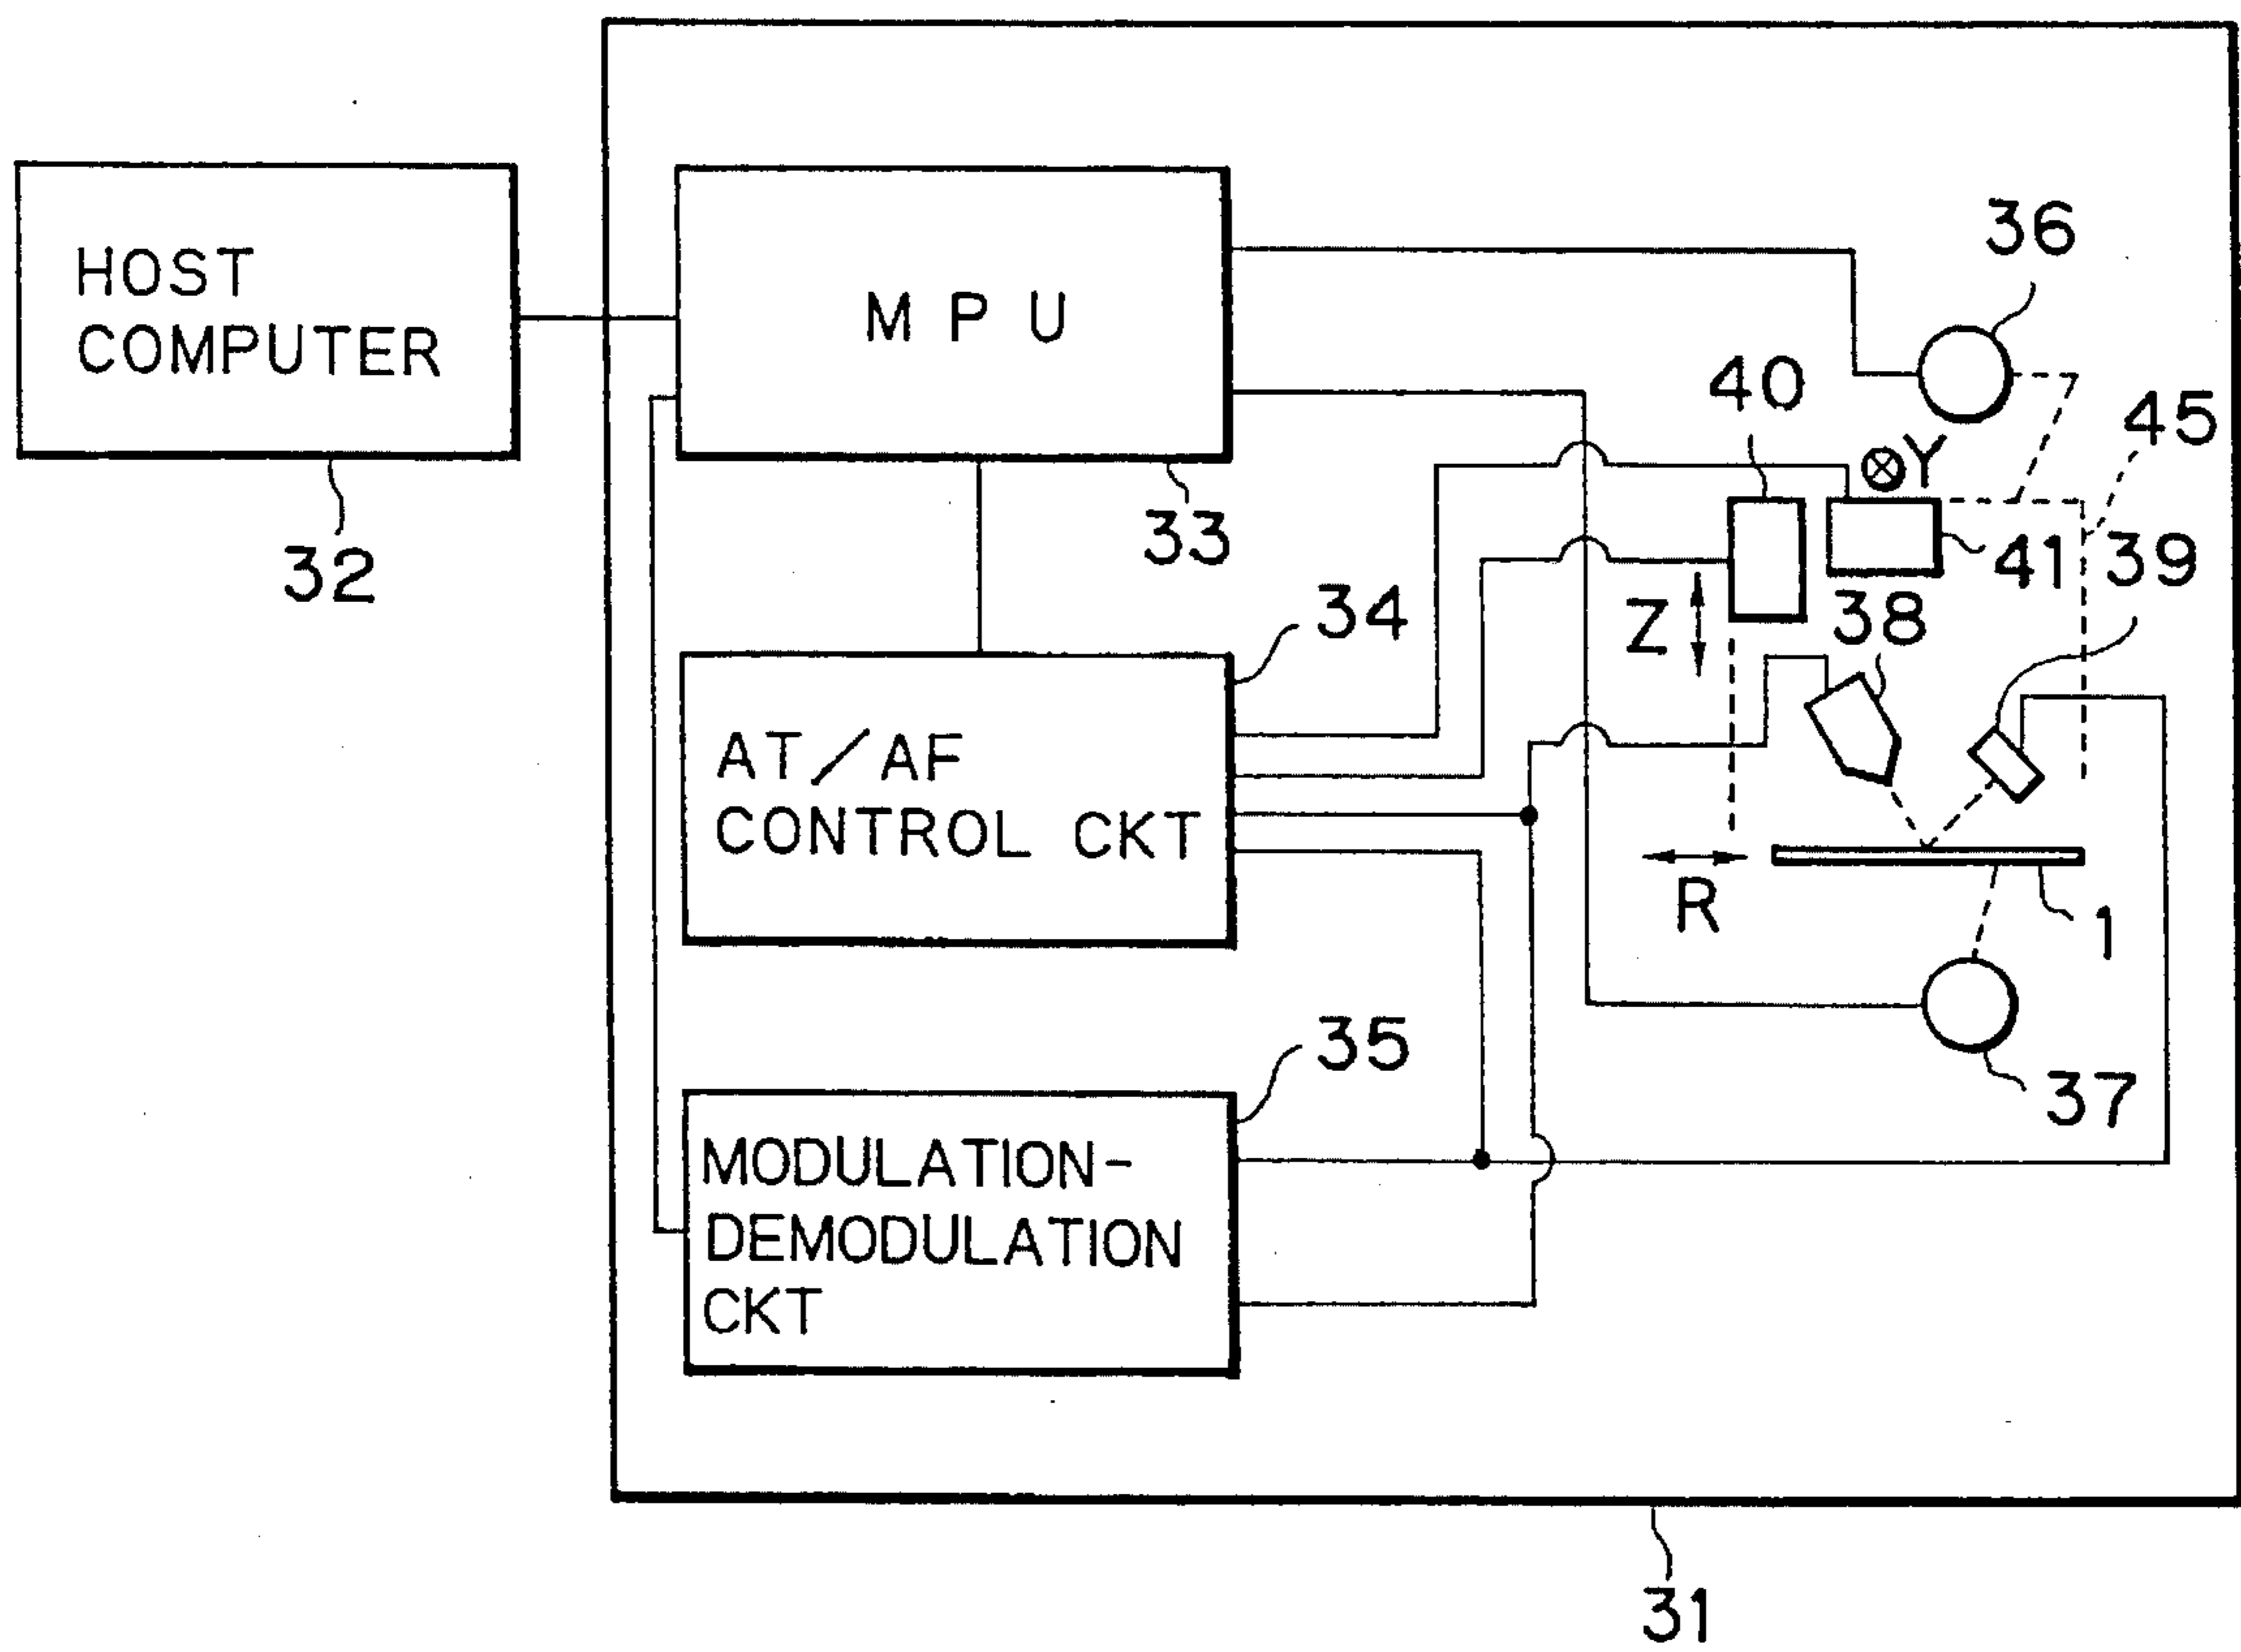 HOST
COMPUTER
32
M P U
33
AT/AF
CONTROL CKT
34
MODULATION-
DEMODULATION
CKT
35
36
40
Y
45
41
39
Z
38
R
1
37
31